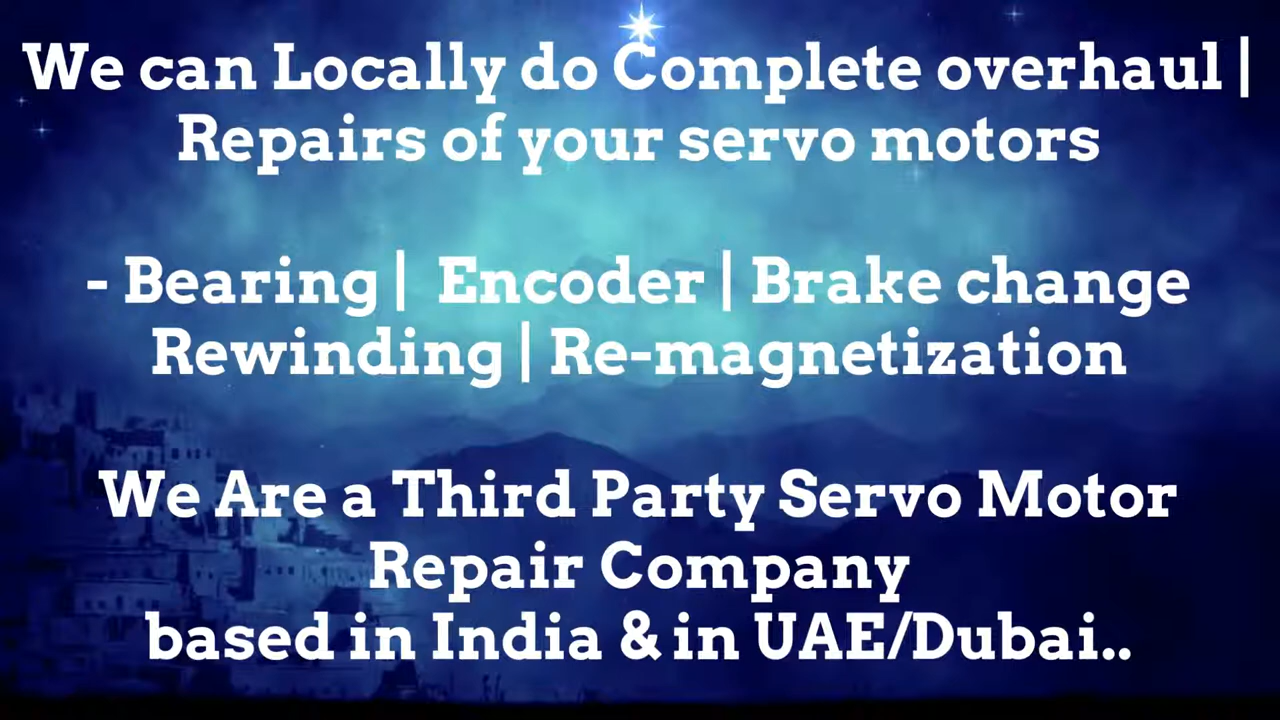 We can Locally do Complete overhaul |
Repairs of your servo motors
- Bearing | Encoder | Brake change
Rewinding | Re-magnetization
We Are a Third Party Servo Motor
Repair Company
based in India & in UAE/Dubai..